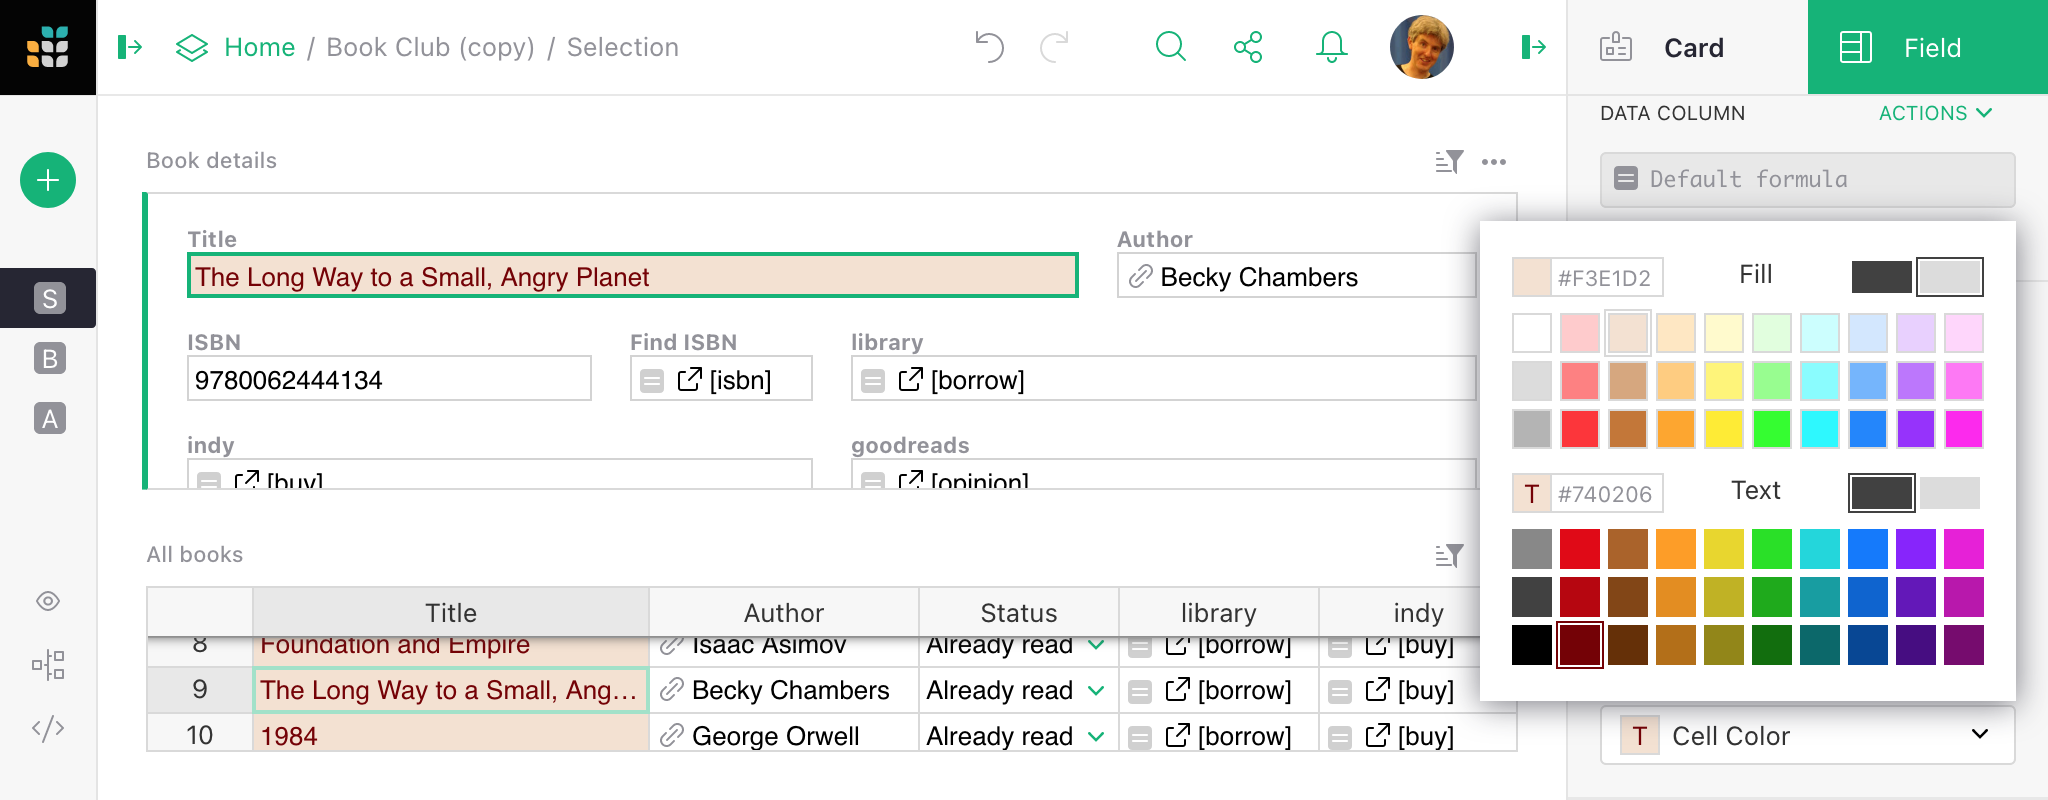 Home / Book Club (copy) / Selection
Card
Field
DATA COLUMN
ACTIONS
Default formula
S
B
A
Book details
Title
The Long Way to a Small, Angry Planet
Author
Becky Chambers
ISBN
9780062444134
Find ISBN
[isbn]
library
[borrow]
indy
[buy]
goodreads
[opinion]
All books
Title Author Status library indy
8 Foundation and Empire Isaac Asimov Already read [borrow] [buy]
9 The Long Way to a Small, Ang... Becky Chambers Already read [borrow] [buy]
10 1984 George Orwell Already read [borrow] [buy]
#F3E1D2 Fill
T #740206 Text
T Cell Color